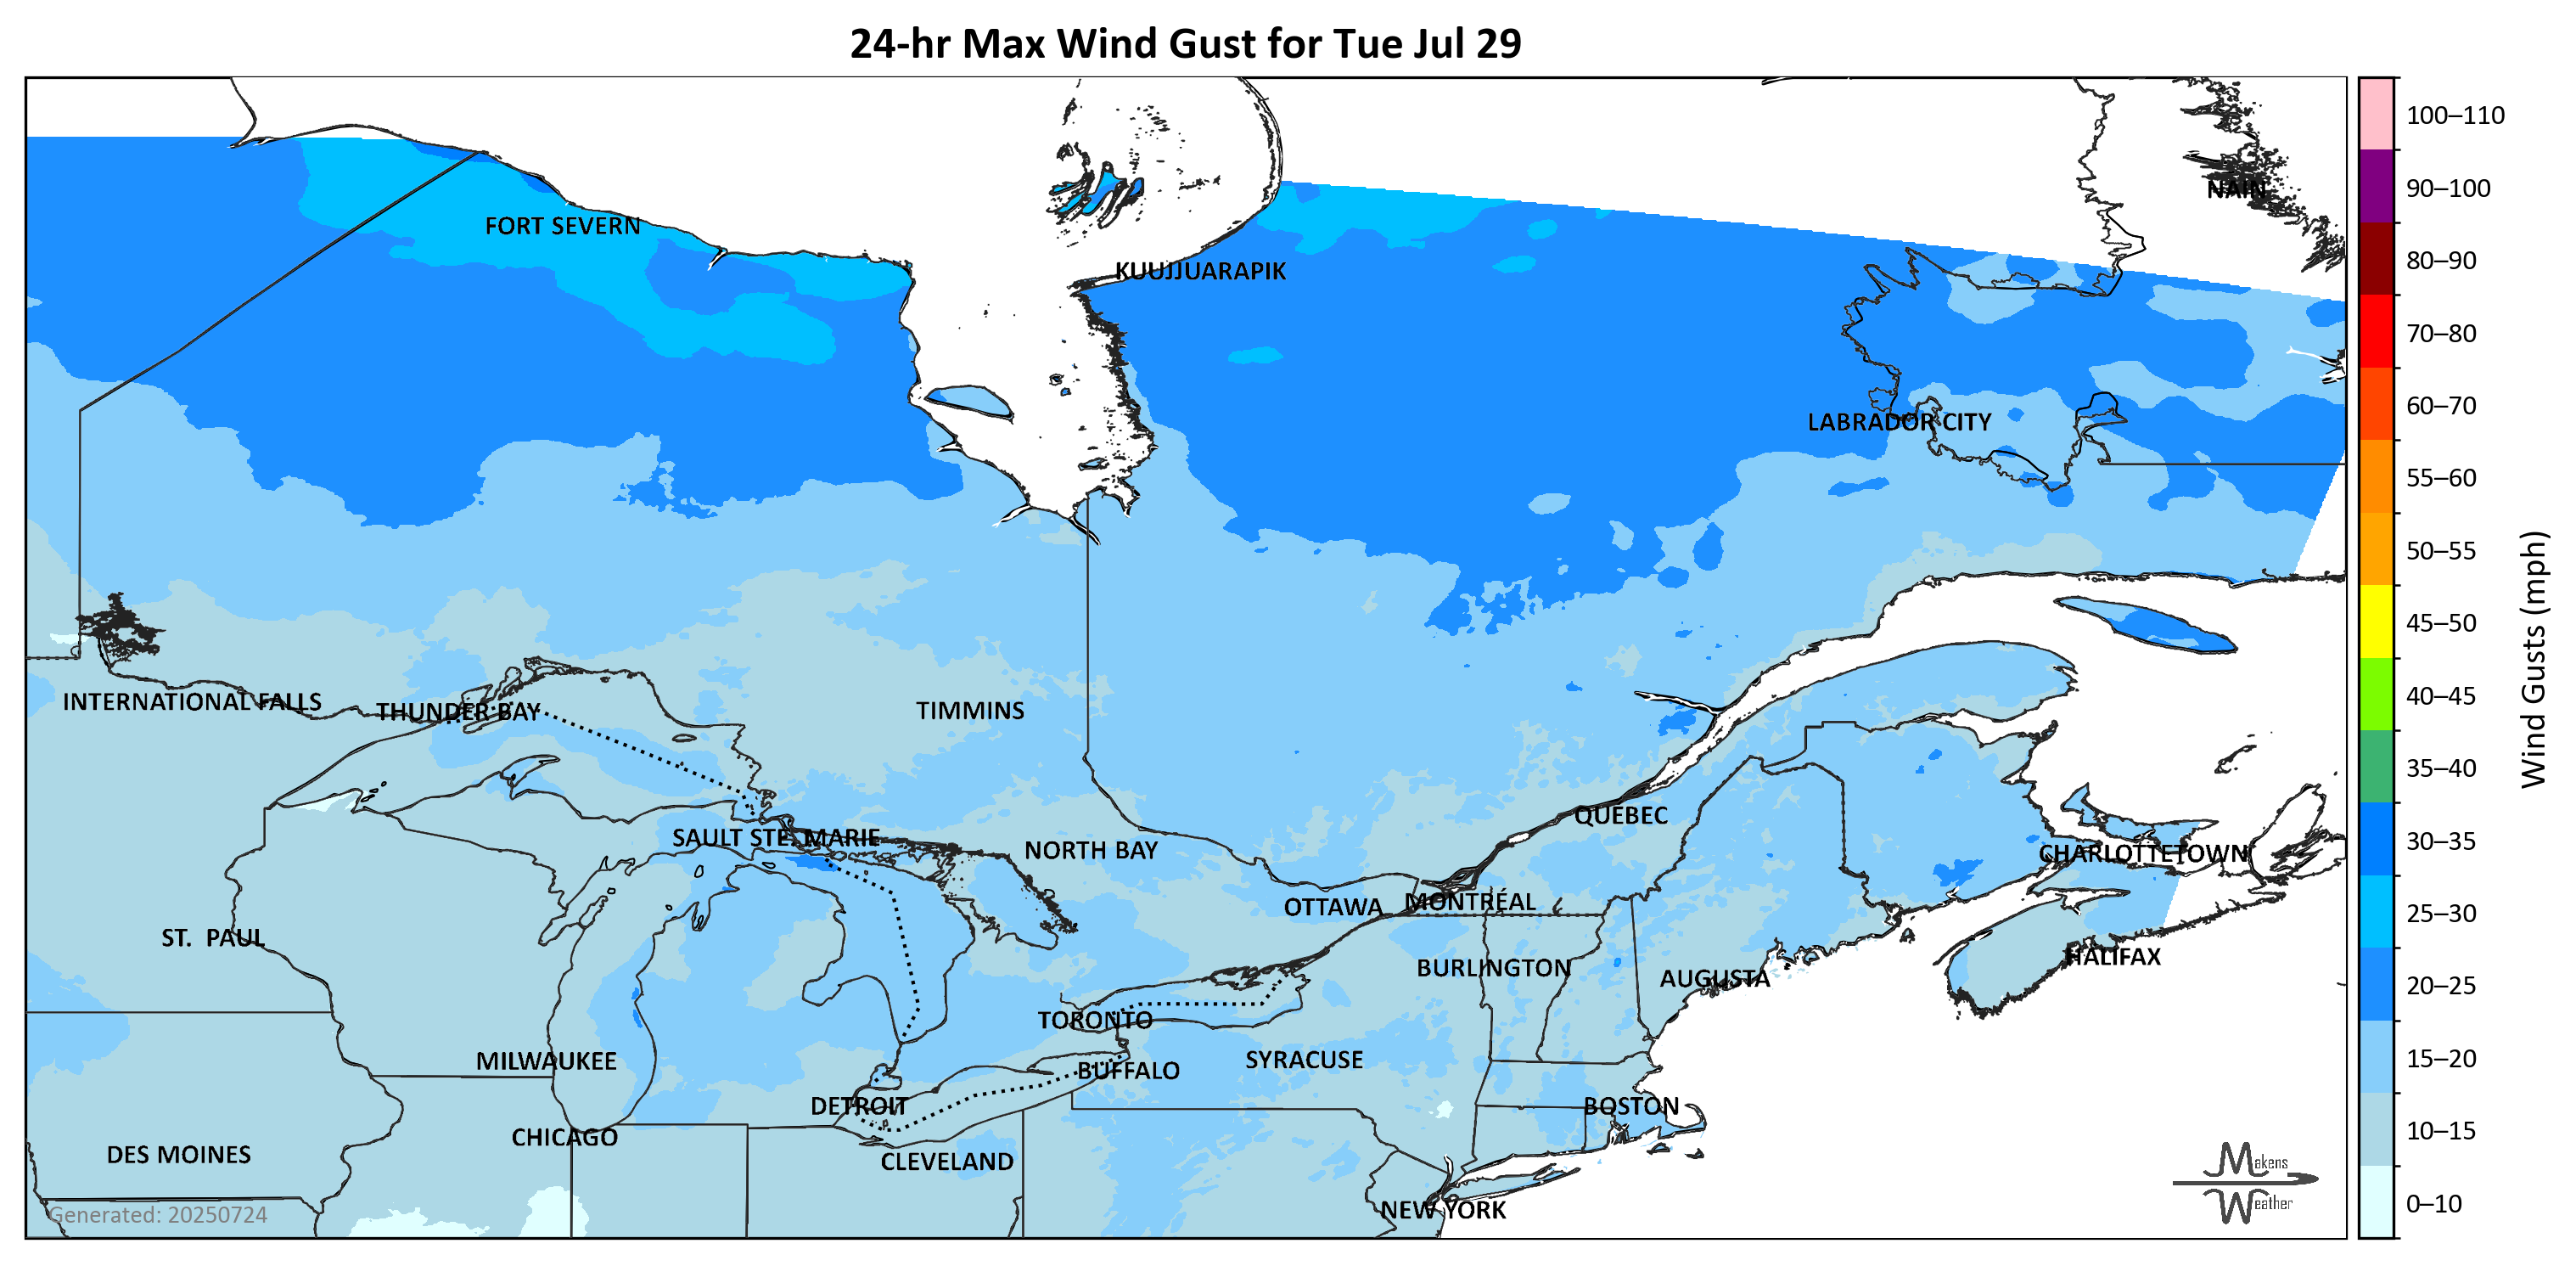 24-hr Max Wind Gust for Tue Jul 29
100–110
90–100
NAIN
FORT SEVERN
80–90
KUUJJUARAPIK
70–80
60–70
LABRADOR CITY
55–60
50–55
45–50
Wind Gusts (mph)
40–45
INTERNATIONAL FALLS
THUNDER BAY
TIMMINS
35–40
QUÉBEC
SAULT STE. MARIE
30–35
NORTH BAY
CHARLOTTETOWN
MONTRÉAL
OTTAWA
25–30
ST. PAUL
HALIFAX
BURLINGTON
AUGUSTA
20–25
TORONTO
SYRACUSE
15–20
MILWAUKEE
BUFFALO
DETROIT
BOSTON
10–15
CHICAGO
DES MOINES
CLEVELAND
Makens
Weather
0–10
NEW YORK
Generated: 20250724